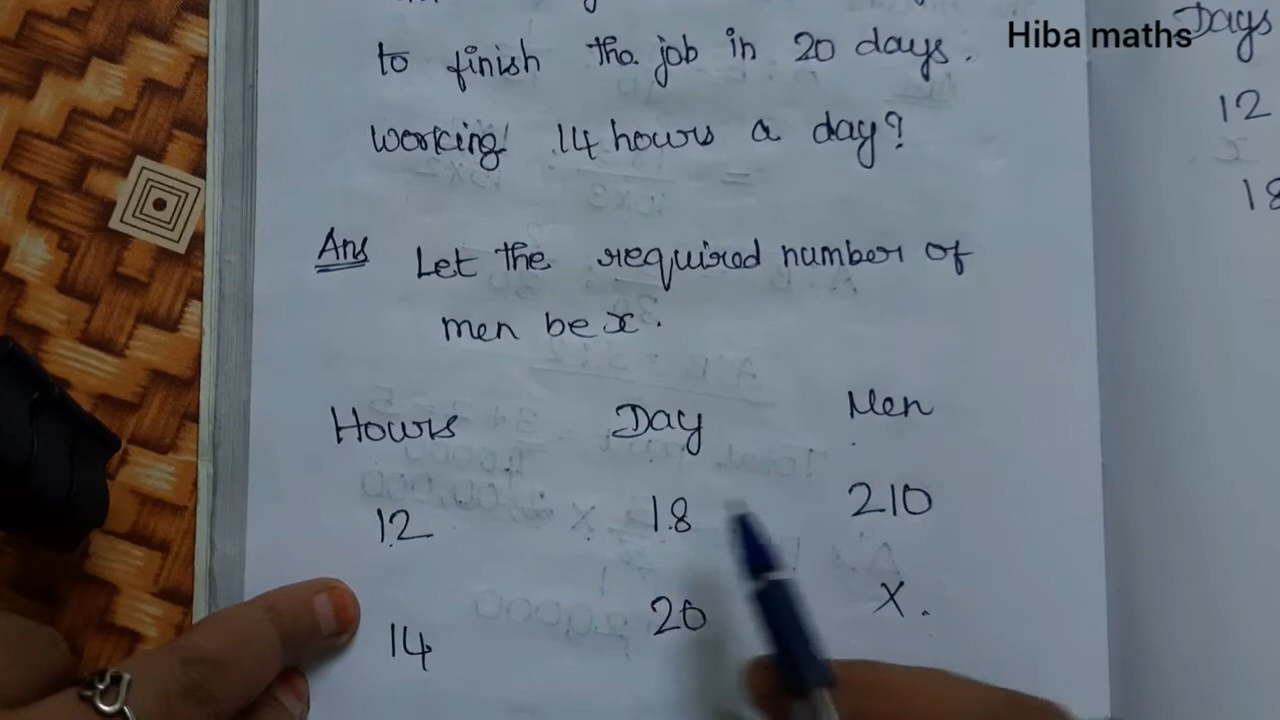 to finish the job in 20 days.
working 14 hours a day?
Ans Let the required number of
men be x.
Hours Day Men
12 × 18 210
14 20 X.
Hiba maths
Days
12
18